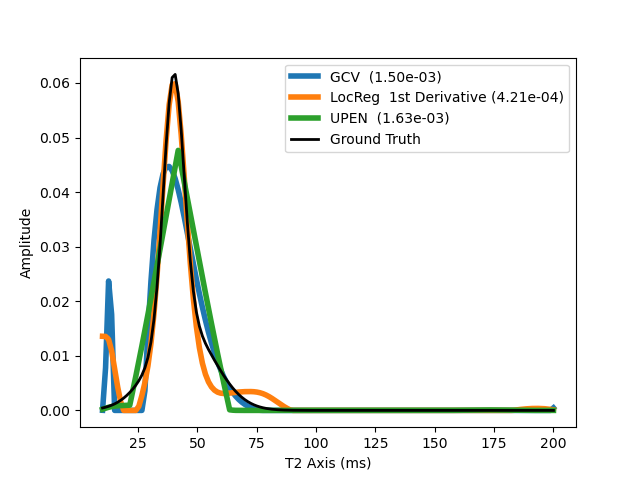 GCV  (1.50e-03)
LocReg  1st Derivative (4.21e-04)
UPEN  (1.63e-03)
Ground Truth
Amplitude
0.06
0.05
0.04
0.03
0.02
0.01
0.00
25 50 75 100 125 150 175 200
T2 Axis (ms)